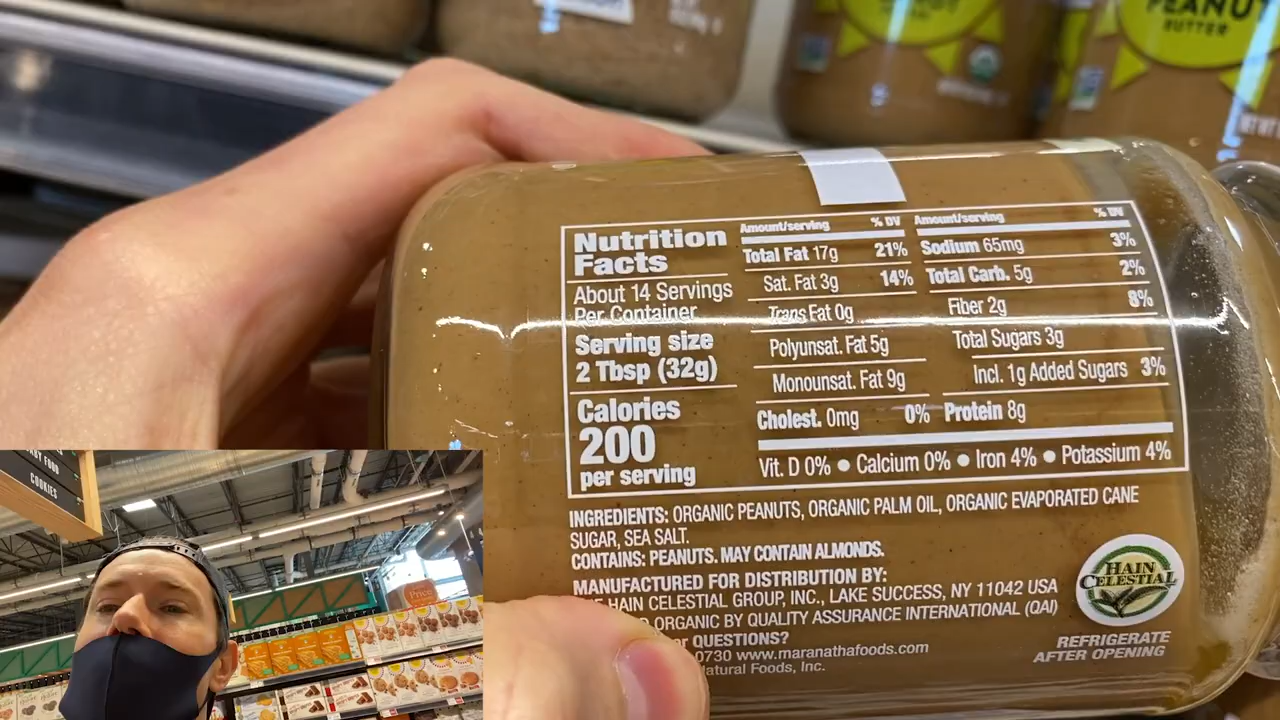 PEANUT
BUTTER
Nutrition
Facts
About 14 Servings
Per Container
Serving size
2 Tbsp (32g)
Calories
200
per serving
Amount/serving % DV
Total Fat 17g 21%
Sat. Fat 3g 14%
Trans Fat 0g
Polyunsat. Fat 5g
Monounsat. Fat 9g
Cholest. 0mg 0%
Amount/serving % DV
Sodium 65mg 3%
Total Carb. 5g 2%
Fiber 2g 8%
Total Sugars 3g
Incl. 1g Added Sugars 3%
Protein 8g
Vit. D 0% ● Calcium 0% ● Iron 4% ● Potassium 4%
INGREDIENTS: ORGANIC PEANUTS, ORGANIC PALM OIL, ORGANIC EVAPORATED CANE
SUGAR, SEA SALT.
CONTAINS: PEANUTS. MAY CONTAIN ALMONDS.
MANUFACTURED FOR DISTRIBUTION BY:
HAIN CELESTIAL GROUP, INC., LAKE SUCCESS, NY 11042 USA
ORGANIC BY QUALITY ASSURANCE INTERNATIONAL (QAI)
QUESTIONS?
0730 www.maranathafoods.com
Foods, Inc.
HAIN
CELESTIAL
REFRIGERATE
AFTER OPENING
FOOD
COOKIES
Price